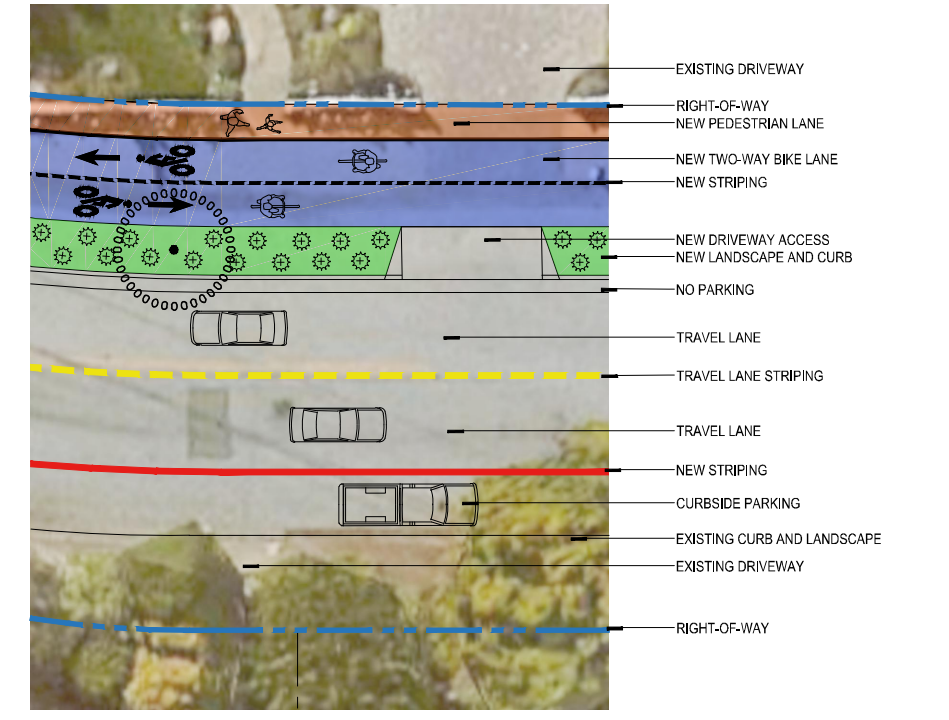 EXISTING DRIVEWAY
RIGHT-OF-WAY
NEW PEDESTRIAN LANE
NEW TWO-WAY BIKE LANE
NEW STRIPING
NEW DRIVEWAY ACCESS
NEW LANDSCAPE AND CURB
NO PARKING
TRAVEL LANE
TRAVEL LANE STRIPING
TRAVEL LANE
NEW STRIPING
CURBSIDE PARKING
EXISTING CURB AND LANDSCAPE
EXISTING DRIVEWAY
RIGHT-OF-WAY